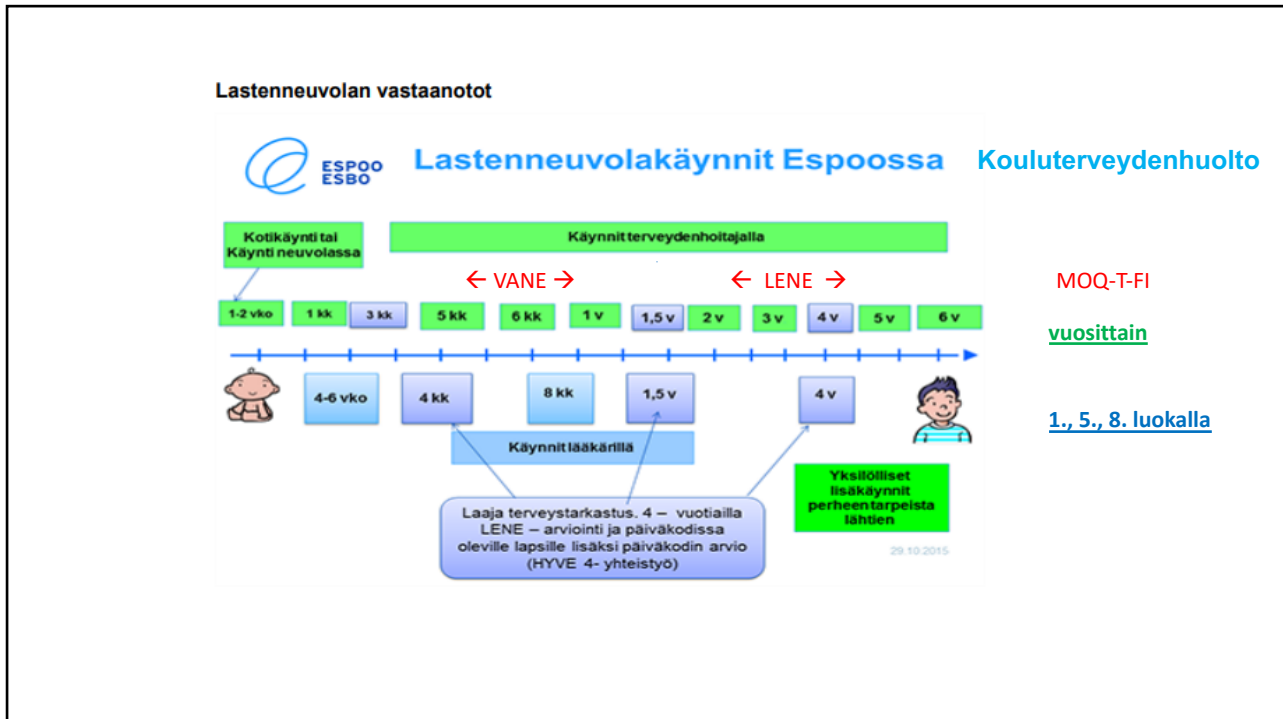 Lastenneuvolan vastaanotot
ESPOO
ESBO
Lastenneuvolakäynnit Espoossa
Kouluterveydenhuolto
Kotikäynti tai
Käynti neuvolassa
Käynnit terveydenhoitajalla
← VANE →
← LENE →
MOQ-T-FI
1-2 vko
1 kk
3 kk
5 kk
6 kk
1 v
1,5 v
2 v
3 v
4 v
5 v
6 v
vuosittain
4-6 vko
4 kk
8 kk
1,5 v
4 v
1., 5., 8. luokalla
Käynnit lääkärillä
Laaja terveystarkastus. 4 – vuotiailla
LENE – arviointi ja päiväkodissa
oleville lapsille lisäksi päiväkodin arvio
(HYVE 4- yhteistyö)
Yksilölliset
lisäkäynnit
perheen tarpeista
lähtien
29.10.2015